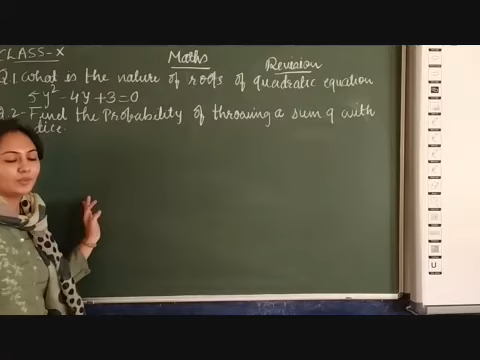 CLASS-X
Maths
Revision
Q1 What is the nature of roots of quadratic equation
5y²-4y+3=0
Q.2- Find the Probability of throwing a sum 9 with
dice.
U